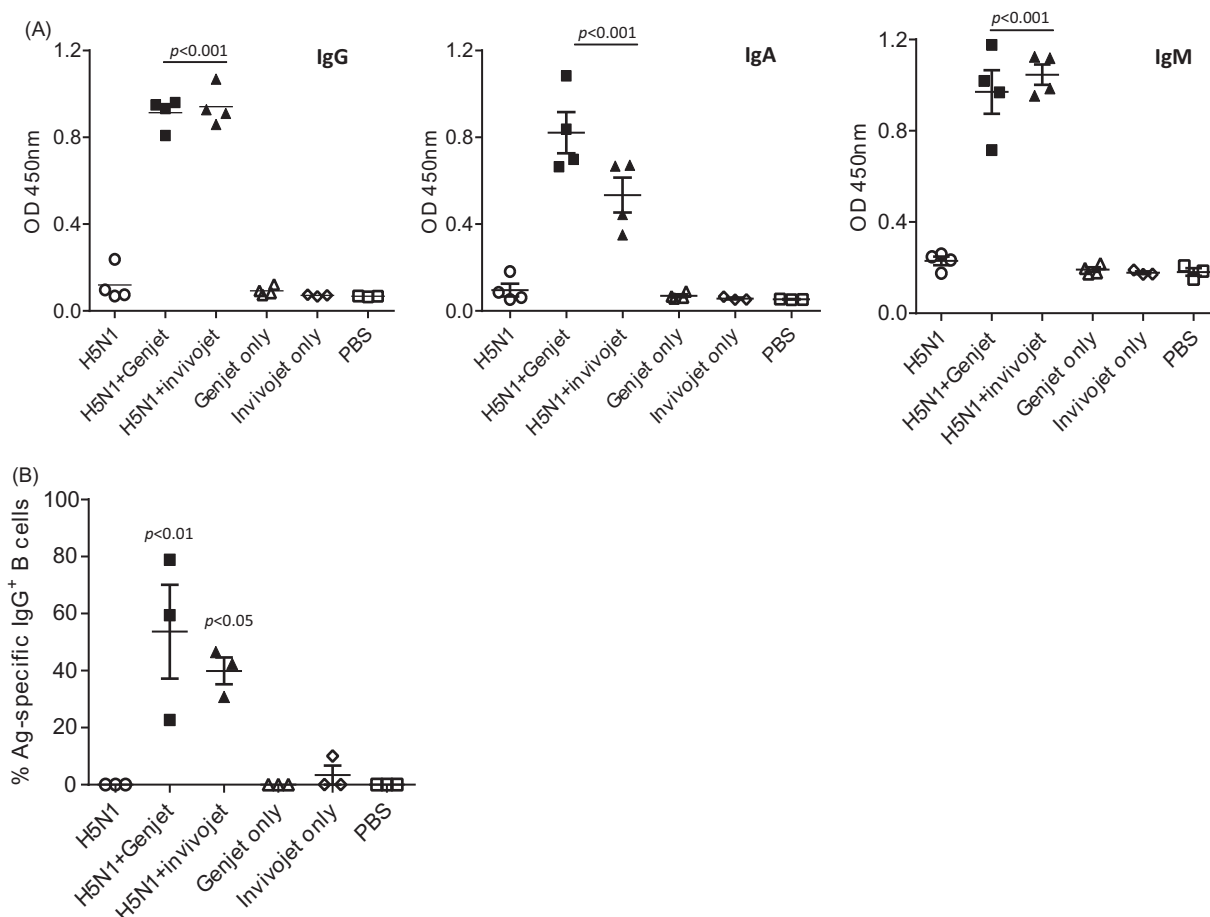 (A)
p<0.001
IgG
1.2
0.8
0.4
0.0
OD 450nm
H5N1
H5N1+Genjet
H5N1+invivojet
Genjet only
Invivojet only
PBS
p<0.001
IgA
1.2
0.8
0.4
0.0
OD 450nm
H5N1
H5N1+Genjet
H5N1+invivojet
Genjet only
Invivojet only
PBS
p<0.001
IgM
1.2
0.8
0.4
0.0
OD 450nm
H5N1
H5N1+Genjet
H5N1+invivojet
Genjet only
Invivojet only
PBS
(B)
100
80
60
40
20
0
% Ag-specific IgG+ B cells
p<0.01
p<0.05
H5N1
H5N1+Genjet
H5N1+invivojet
Genjet only
Invivojet only
PBS